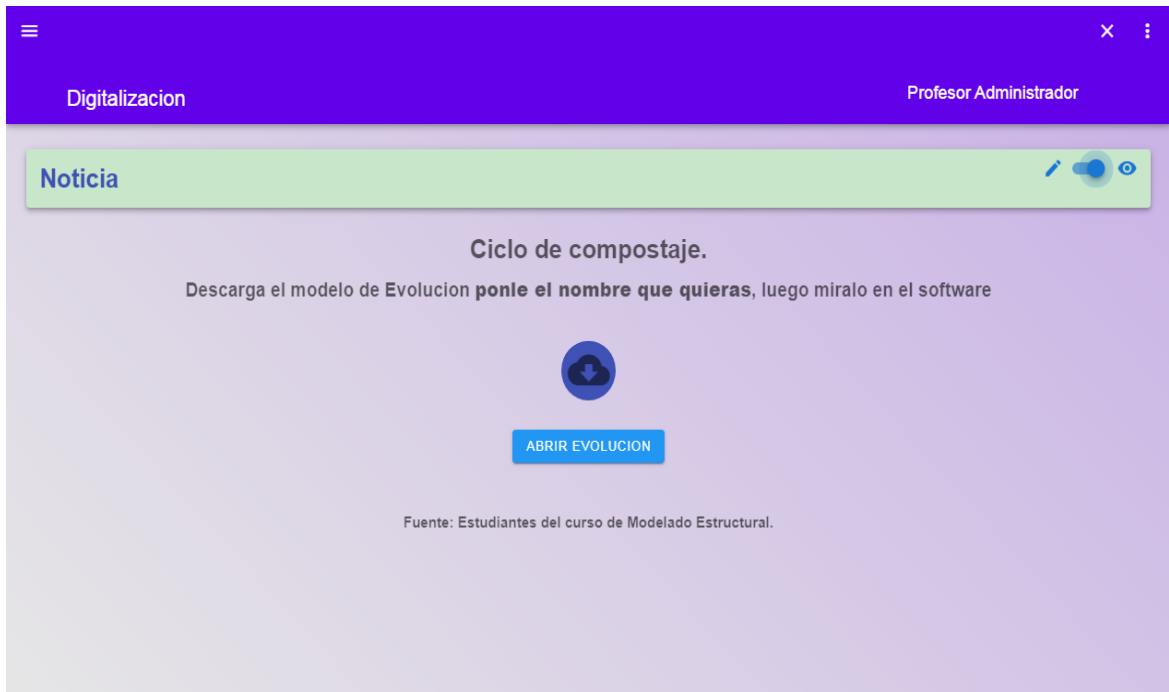 Digitalizacion
Profesor Administrador
Noticia
Ciclo de compostaje.
Descarga el modelo de Evolucion ponle el nombre que quieras, luego miralo en el software
ABRIR EVOLUCION
Fuente: Estudiantes del curso de Modelado Estructural.